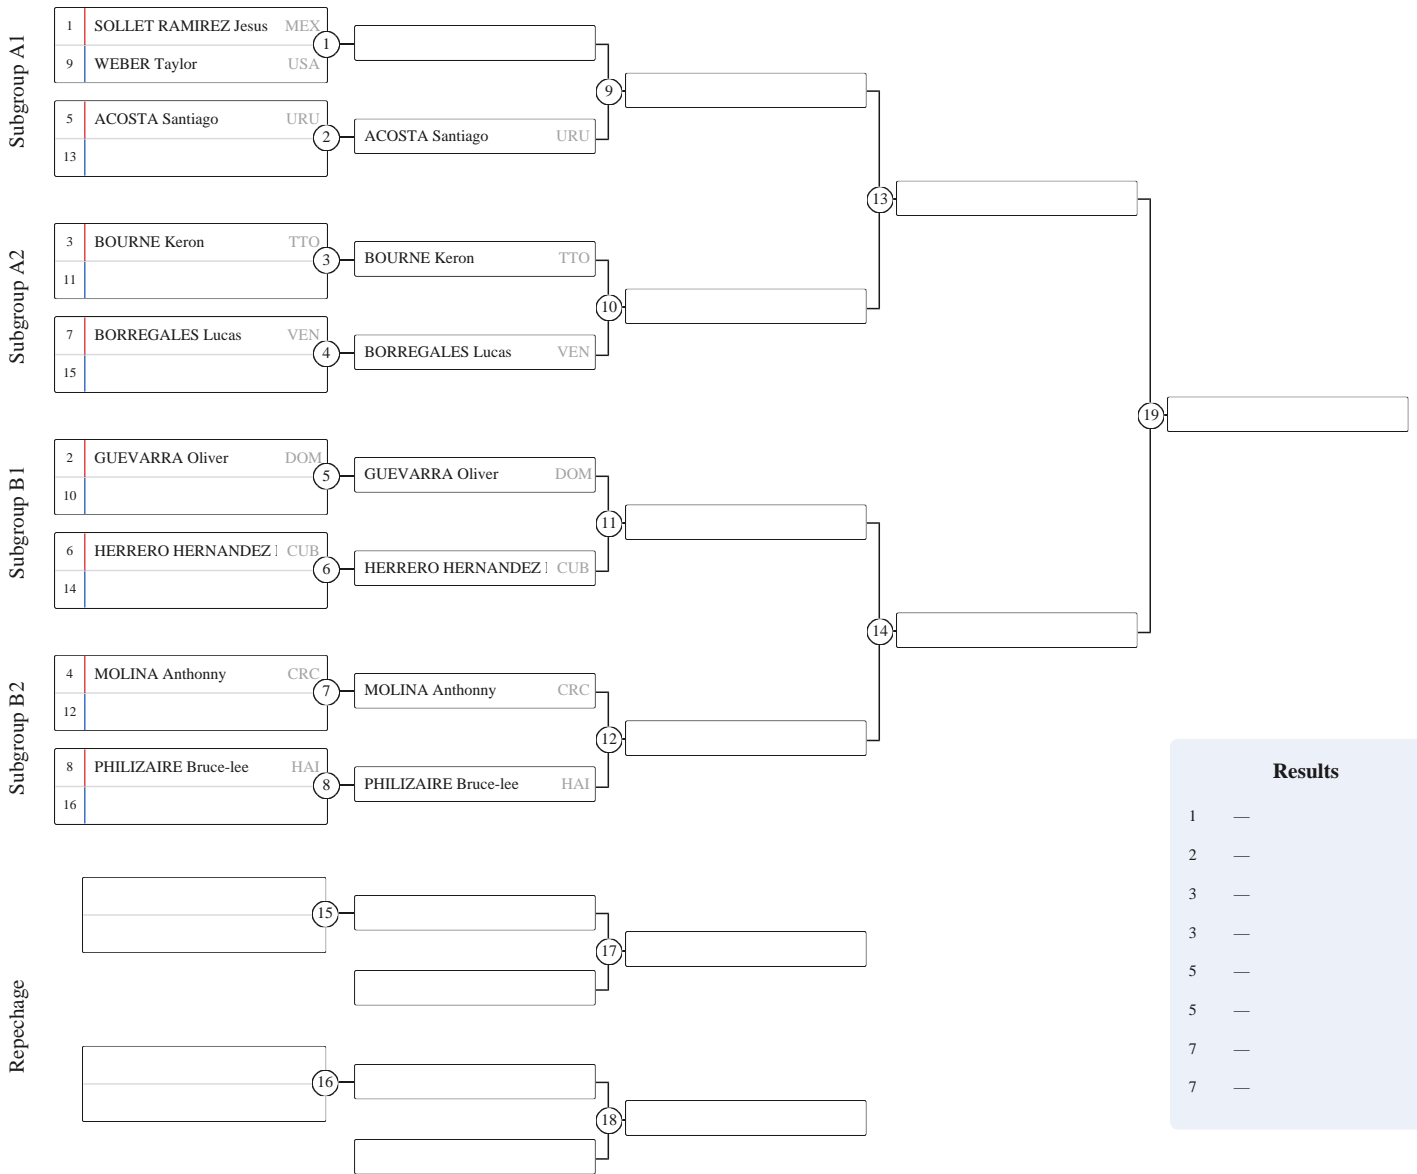 Subgroup A1
1 SOLLET RAMIREZ Jesus MEX
9 WEBER Taylor USA
1
5 ACOSTA Santiago URU
13
2
ACOSTA Santiago URU
9
Subgroup A2
3 BOURNE Keron TTO
11
3
BOURNE Keron TTO
7 BORREGALES Lucas VEN
15
4
BORREGALES Lucas VEN
10
13
Subgroup B1
2 GUEVARRA Oliver DOM
10
5
GUEVARRA Oliver DOM
6 HERRERO HERNANDEZ CUB
14
6
HERRERO HERNANDEZ CUB
11
Subgroup B2
4 MOLINA Anthonny CRC
12
7
MOLINA Anthonny CRC
8 PHILIZAIRE Bruce-lee HAI
16
8
PHILIZAIRE Bruce-lee HAI
12
14
19
Repechage
15
17
16
18
Results
1 —
2 —
3 —
3 —
5 —
5 —
7 —
7 —